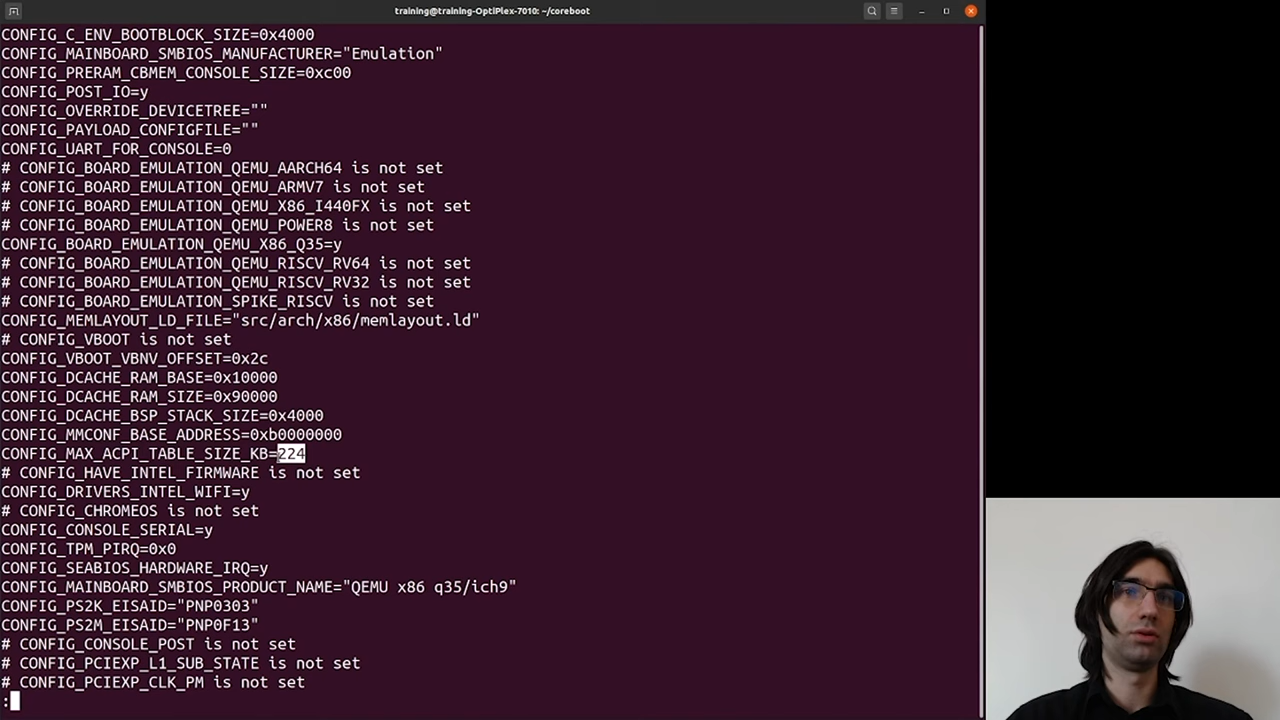 training@training-OptiPlex-7010: ~/coreboot
CONFIG_C_ENV_BOOTBLOCK_SIZE=0x4000
CONFIG_MAINBOARD_SMBIOS_MANUFACTURER="Emulation"
CONFIG_PRERAM_CBMEM_CONSOLE_SIZE=0xc00
CONFIG_POST_IO=y
CONFIG_OVERRIDE_DEVICETREE=""
CONFIG_PAYLOAD_CONFIGFILE=""
CONFIG_UART_FOR_CONSOLE=0
# CONFIG_BOARD_EMULATION_QEMU_AARCH64 is not set
# CONFIG_BOARD_EMULATION_QEMU_ARMV7 is not set
# CONFIG_BOARD_EMULATION_QEMU_X86_I440FX is not set
# CONFIG_BOARD_EMULATION_QEMU_POWER8 is not set
CONFIG_BOARD_EMULATION_QEMU_X86_Q35=y
# CONFIG_BOARD_EMULATION_QEMU_RISCV_RV64 is not set
# CONFIG_BOARD_EMULATION_QEMU_RISCV_RV32 is not set
# CONFIG_BOARD_EMULATION_SPIKE_RISCV is not set
CONFIG_MEMLAYOUT_LD_FILE="src/arch/x86/memlayout.ld"
# CONFIG_VBOOT is not set
CONFIG_VBOOT_VBNV_OFFSET=0x2c
CONFIG_DCACHE_RAM_BASE=0x10000
CONFIG_DCACHE_RAM_SIZE=0x90000
CONFIG_DCACHE_BSP_STACK_SIZE=0x4000
CONFIG_MMCONF_BASE_ADDRESS=0xb0000000
CONFIG_MAX_ACPI_TABLE_SIZE_KB=224
# CONFIG_HAVE_INTEL_FIRMWARE is not set
CONFIG_DRIVERS_INTEL_WIFI=y
# CONFIG_CHROMEOS is not set
CONFIG_CONSOLE_SERIAL=y
CONFIG_TPM_PIRQ=0x0
CONFIG_SEABIOS_HARDWARE_IRQ=y
CONFIG_MAINBOARD_SMBIOS_PRODUCT_NAME="QEMU x86 q35/ich9"
CONFIG_PS2K_EISAID="PNP0303"
CONFIG_PS2M_EISAID="PNP0F13"
# CONFIG_CONSOLE_POST is not set
# CONFIG_PCIEXP_L1_SUB_STATE is not set
# CONFIG_PCIEXP_CLK_PM is not set
: